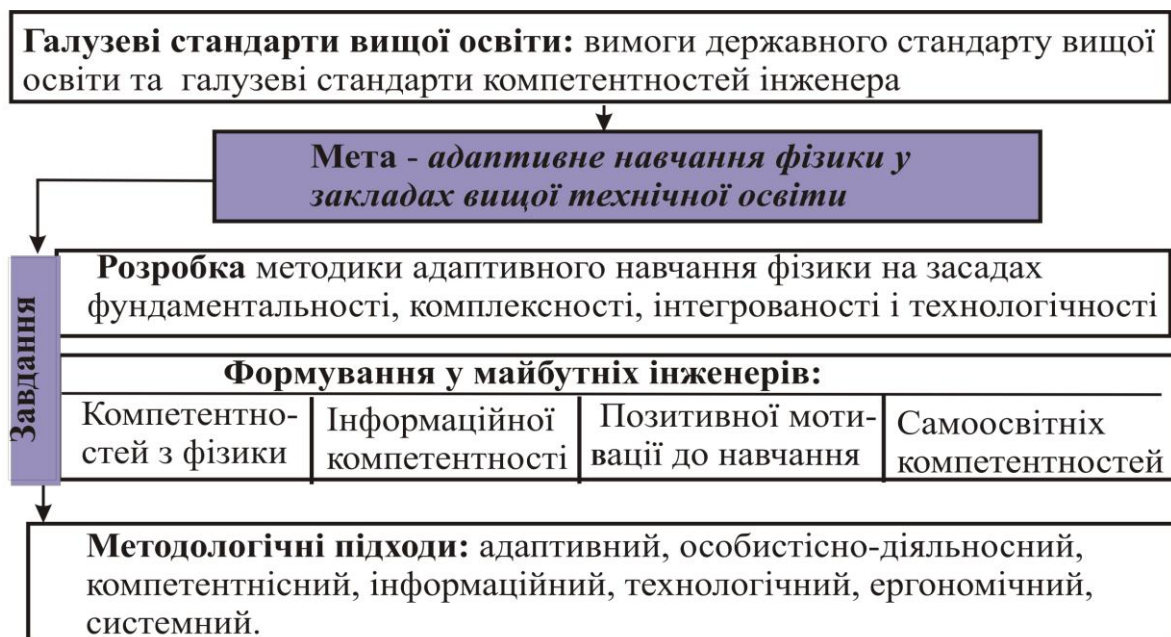 Галузеві стандарти вищої освіти: вимоги державного стандарту вищої
освіти та галузеві стандарти компетентностей інженера
Мета - адаптивне навчання фізики у
закладах вищої технічної освіти
Завдання
Розробка методики адаптивного навчання фізики на засадах
фундаментальності, комплексності, інтегрованості і технологічності
Формування у майбутніх інженерів:
Компетентно-
стей з фізики
Інформаційної
компетентності
Позитивної моти-
вації до навчання
Самоосвітніх
компетентностей
Методологічні підходи: адаптивний, особистісно-діяльносний,
компетентнісний, інформаційний, технологічний, ергономічний,
системний.